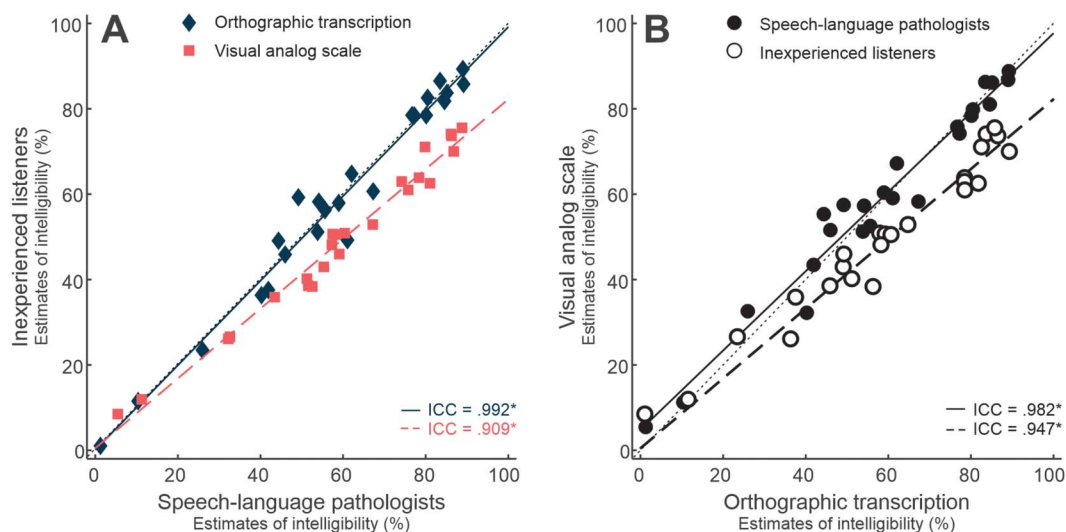 A
Orthographic transcription
Visual analog scale
Inexperienced listeners
Estimates of intelligibility (%)
100
80
60
40
20
0
ICC = .992*
ICC = .909*
0 20 40 60 80 100
Speech-language pathologists
Estimates of intelligibility (%)
B
Speech-language pathologists
Inexperienced listeners
Visual analog scale
Estimates of intelligibility (%)
100
80
60
40
20
0
ICC = .982*
ICC = .947*
0 20 40 60 80 100
Orthographic transcription
Estimates of intelligibility (%)